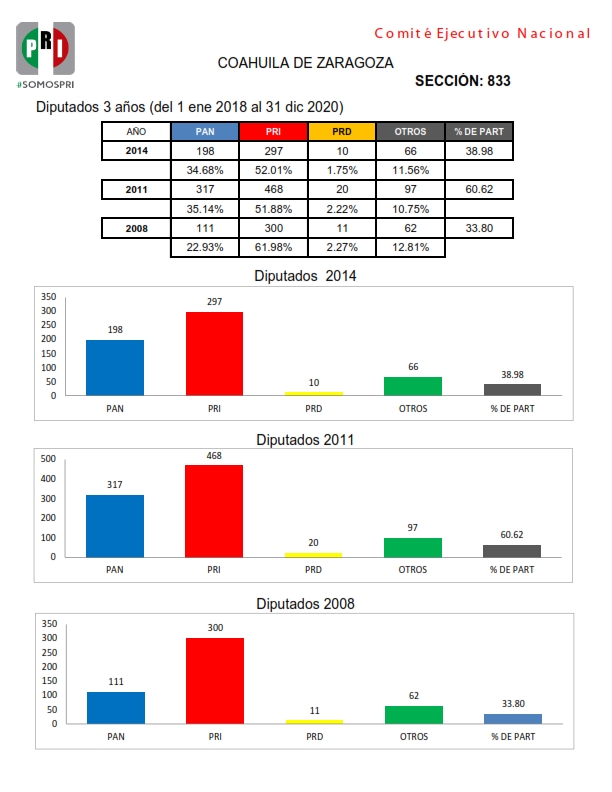 Comité Ejecutivo Nacional
PRI
#SOMOSPRI
COAHUILA DE ZARAGOZA
SECCIÓN: 833
Diputados 3 años (del 1 ene 2018 al 31 dic 2020)
AÑO PAN PRI PRD OTROS % DE PART
2014 198 297 10 66 38.98
34.68% 52.01% 1.75% 11.56%
2011 317 468 20 97 60.62
35.14% 51.88% 2.22% 10.75%
2008 111 300 11 62 33.80
22.93% 61.98% 2.27% 12.81%
Diputados 2014
350
300
250
200
150
100
50
0
198
297
10
66
38.98
PAN PRI PRD OTROS % DE PART
Diputados 2011
500
400
300
200
100
0
317
468
20
97
60.62
PAN PRI PRD OTROS % DE PART
Diputados 2008
350
300
250
200
150
100
50
0
111
300
11
62
33.80
PAN PRI PRD OTROS % DE PART